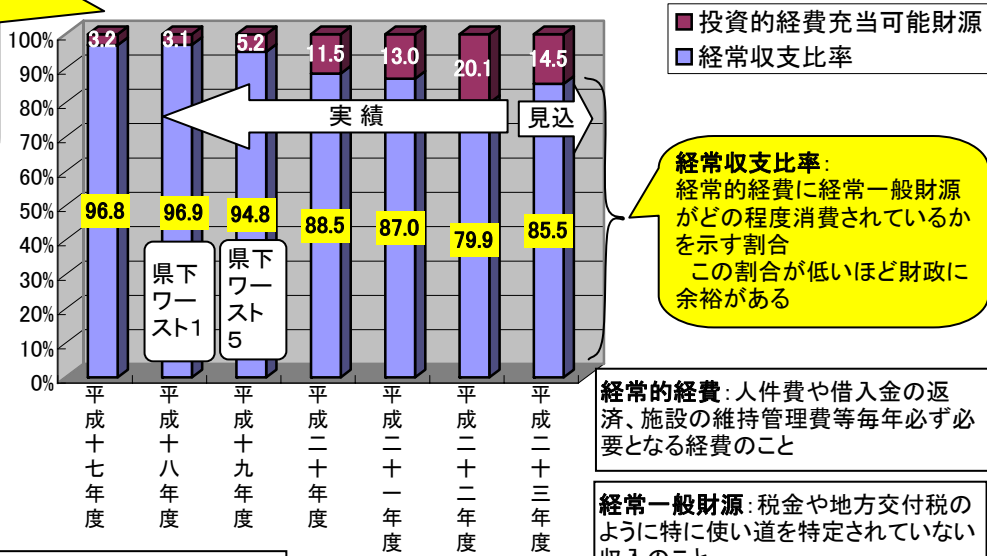 投資的経費充当可能財源
経常収支比率
100%
90%
80%
70%
60%
50%
40%
30%
20%
10%
0%
3.2
3.1
5.2
11.5
13.0
20.1
14.5
実績
見込
96.8
96.9
94.8
88.5
87.0
79.9
85.5
県下
ワー
スト1
県下
ワー
スト
5
平成十七年度
平成十八年度
平成十九年度
平成二十年度
平成二十一年度
平成二十二年度
平成二十三年度
経常収支比率:
経常的経費に経常一般財源
がどの程度消費されているか
を示す割合
この割合が低いほど財政に
余裕がある
経常的経費:人件費や借入金の返
済、施設の維持管理費等毎年必ず必
要となる経費のこと
経常一般財源:税金や地方交付税の
ように特に使い道を特定されていない
収入のこと